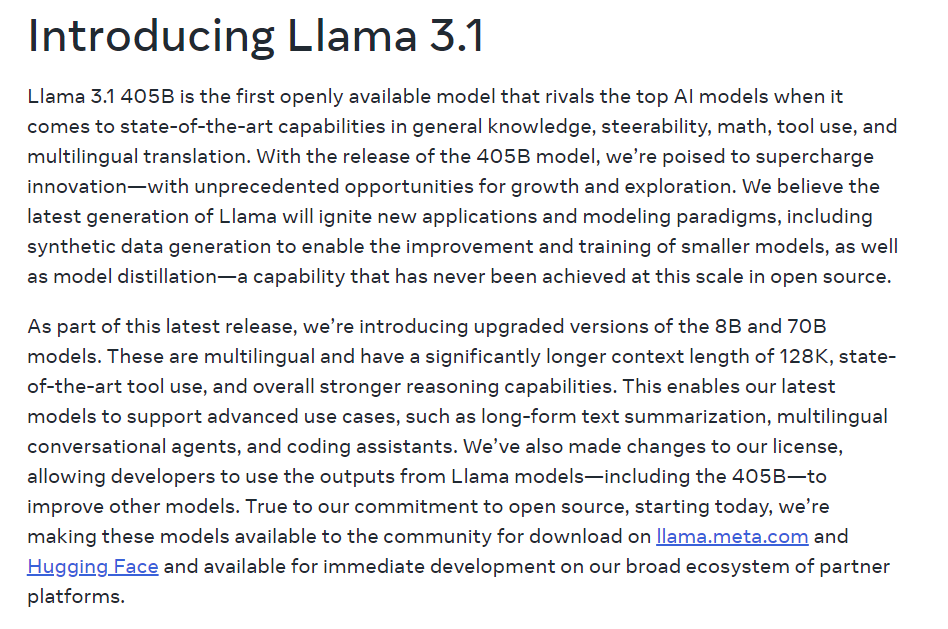 Introducing Llama 3.1
Llama 3.1 405B is the first openly available model that rivals the top AI models when it
comes to state-of-the-art capabilities in general knowledge, steerability, math, tool use, and
multilingual translation. With the release of the 405B model, we’re poised to supercharge
innovation—with unprecedented opportunities for growth and exploration. We believe the
latest generation of Llama will ignite new applications and modeling paradigms, including
synthetic data generation to enable the improvement and training of smaller models, as well
as model distillation—a capability that has never been achieved at this scale in open source.
As part of this latest release, we’re introducing upgraded versions of the 8B and 70B
models. These are multilingual and have a significantly longer context length of 128K, state-
of-the-art tool use, and overall stronger reasoning capabilities. This enables our latest
models to support advanced use cases, such as long-form text summarization, multilingual
conversational agents, and coding assistants. We’ve also made changes to our license,
allowing developers to use the outputs from Llama models—including the 405B—to
improve other models. True to our commitment to open source, starting today, we’re
making these models available to the community for download on llama.meta.com and
Hugging Face and available for immediate development on our broad ecosystem of partner
platforms.